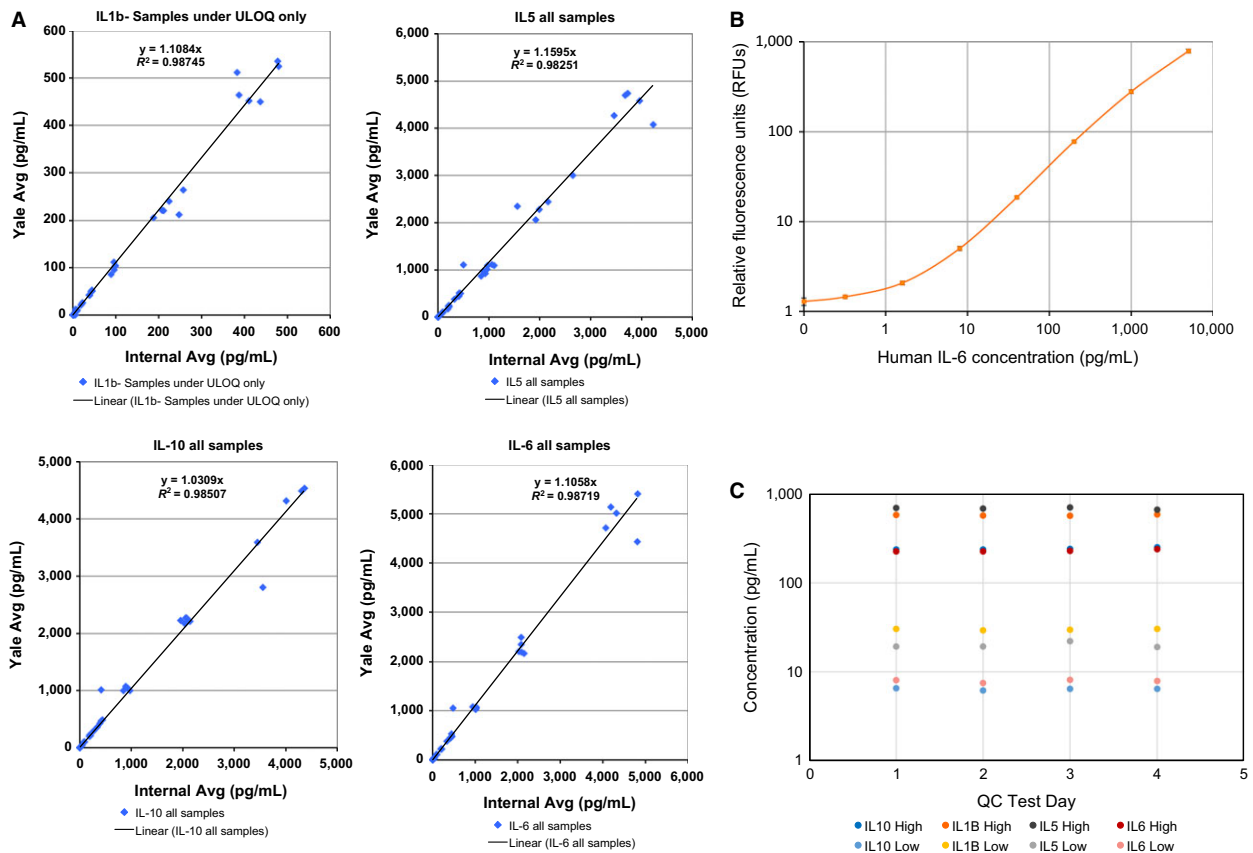 A
IL1b- Samples under ULOQ only
y = 1.1084x
R² = 0.98745
Yale Avg (pg/mL)
600
500
400
300
200
100
0
0 100 200 300 400 500 600
Internal Avg (pg/mL)
IL1b- Samples under ULOQ only
Linear (IL1b- Samples under ULOQ only)
IL5 all samples
y = 1.1595x
R² = 0.98251
Yale Avg (pg/mL)
6,000
5,000
4,000
3,000
2,000
1,000
0
0 1,000 2,000 3,000 4,000 5,000
Internal Avg (pg/mL)
IL5 all samples
Linear (IL5 all samples)
IL-10 all samples
y = 1.0309x
R² = 0.98507
Yale Avg (pg/mL)
5,000
4,000
3,000
2,000
1,000
0
0 1,000 2,000 3,000 4,000 5,000
Internal Avg (pg/mL)
IL-10 all samples
Linear (IL-10 all samples)
IL-6 all samples
y = 1.1058x
R² = 0.98719
Yale Avg (pg/mL)
6,000
5,000
4,000
3,000
2,000
1,000
0
0 1,000 2,000 3,000 4,000 5,000 6,000
Internal Avg (pg/mL)
IL-6 all samples
Linear (IL-6 all samples)
B
Relative fluorescence units (RFUs)
1,000
100
10
1
0 1 10 100 1,000 10,000
Human IL-6 concentration (pg/mL)
C
Concentration (pg/mL)
1,000
100
10
1
0 1 2 3 4 5
QC Test Day
IL10 High IL1B High IL5 High IL6 High
IL10 Low IL1B Low IL5 Low IL6 Low